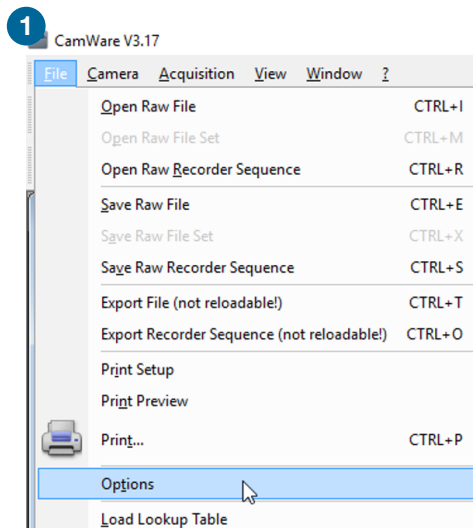 1
CamWare V3.17
File Camera Acquisition View Window ?
Open Raw File CTRL+I
Open Raw File Set CTRL+M
Open Raw Recorder Sequence CTRL+R
Save Raw File CTRL+E
Save Raw File Set CTRL+X
Save Raw Recorder Sequence CTRL+S
Export File (not reloadable!) CTRL+T
Export Recorder Sequence (not reloadable!) CTRL+O
Print Setup
Print Preview
Print... CTRL+P
Options
Load Lookup Table